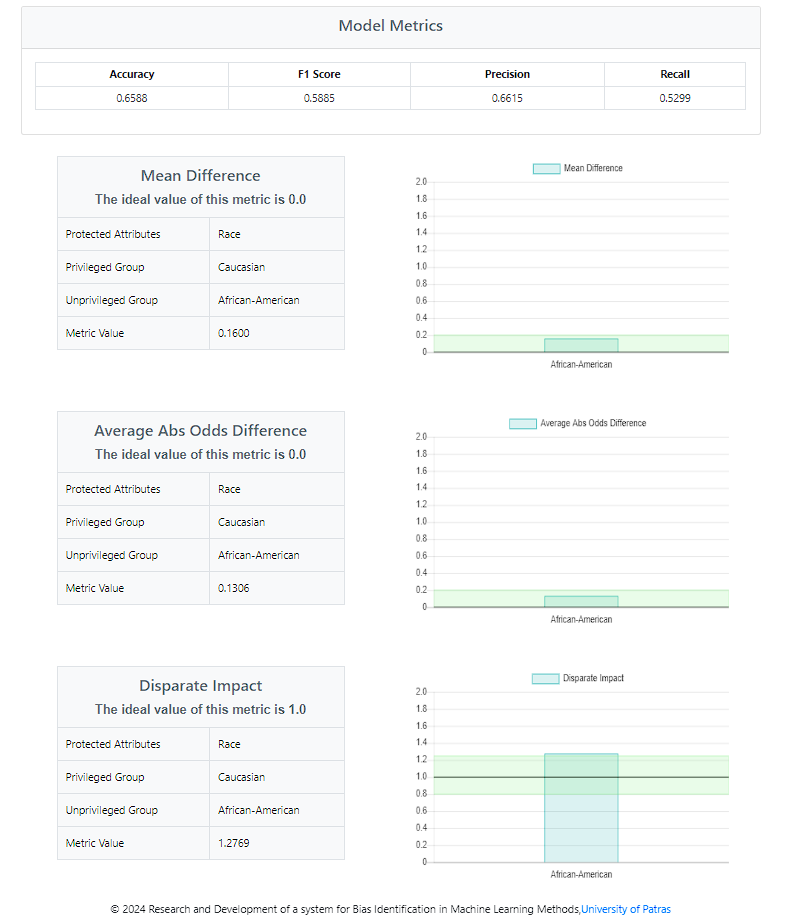 Model Metrics
Accuracy F1 Score Precision Recall
0.6588 0.5885 0.6615 0.5299
Mean Difference
The ideal value of this metric is 0.0
Protected Attributes Race
Privileged Group Caucasian
Unprivileged Group African-American
Metric Value 0.1600
Mean Difference
2.0
1.8
1.6
1.4
1.2
1.0
0.8
0.6
0.4
0.2
0
African-American
Average Abs Odds Difference
The ideal value of this metric is 0.0
Protected Attributes Race
Privileged Group Caucasian
Unprivileged Group African-American
Metric Value 0.1306
Average Abs Odds Difference
2.0
1.8
1.6
1.4
1.2
1.0
0.8
0.6
0.4
0.2
0
African-American
Disparate Impact
The ideal value of this metric is 1.0
Protected Attributes Race
Privileged Group Caucasian
Unprivileged Group African-American
Metric Value 1.2769
Disparate Impact
2.0
1.8
1.6
1.4
1.2
1.0
0.8
0.6
0.4
0.2
0
African-American
© 2024 Research and Development of a system for Bias Identification in Machine Learning Methods,University of Patras